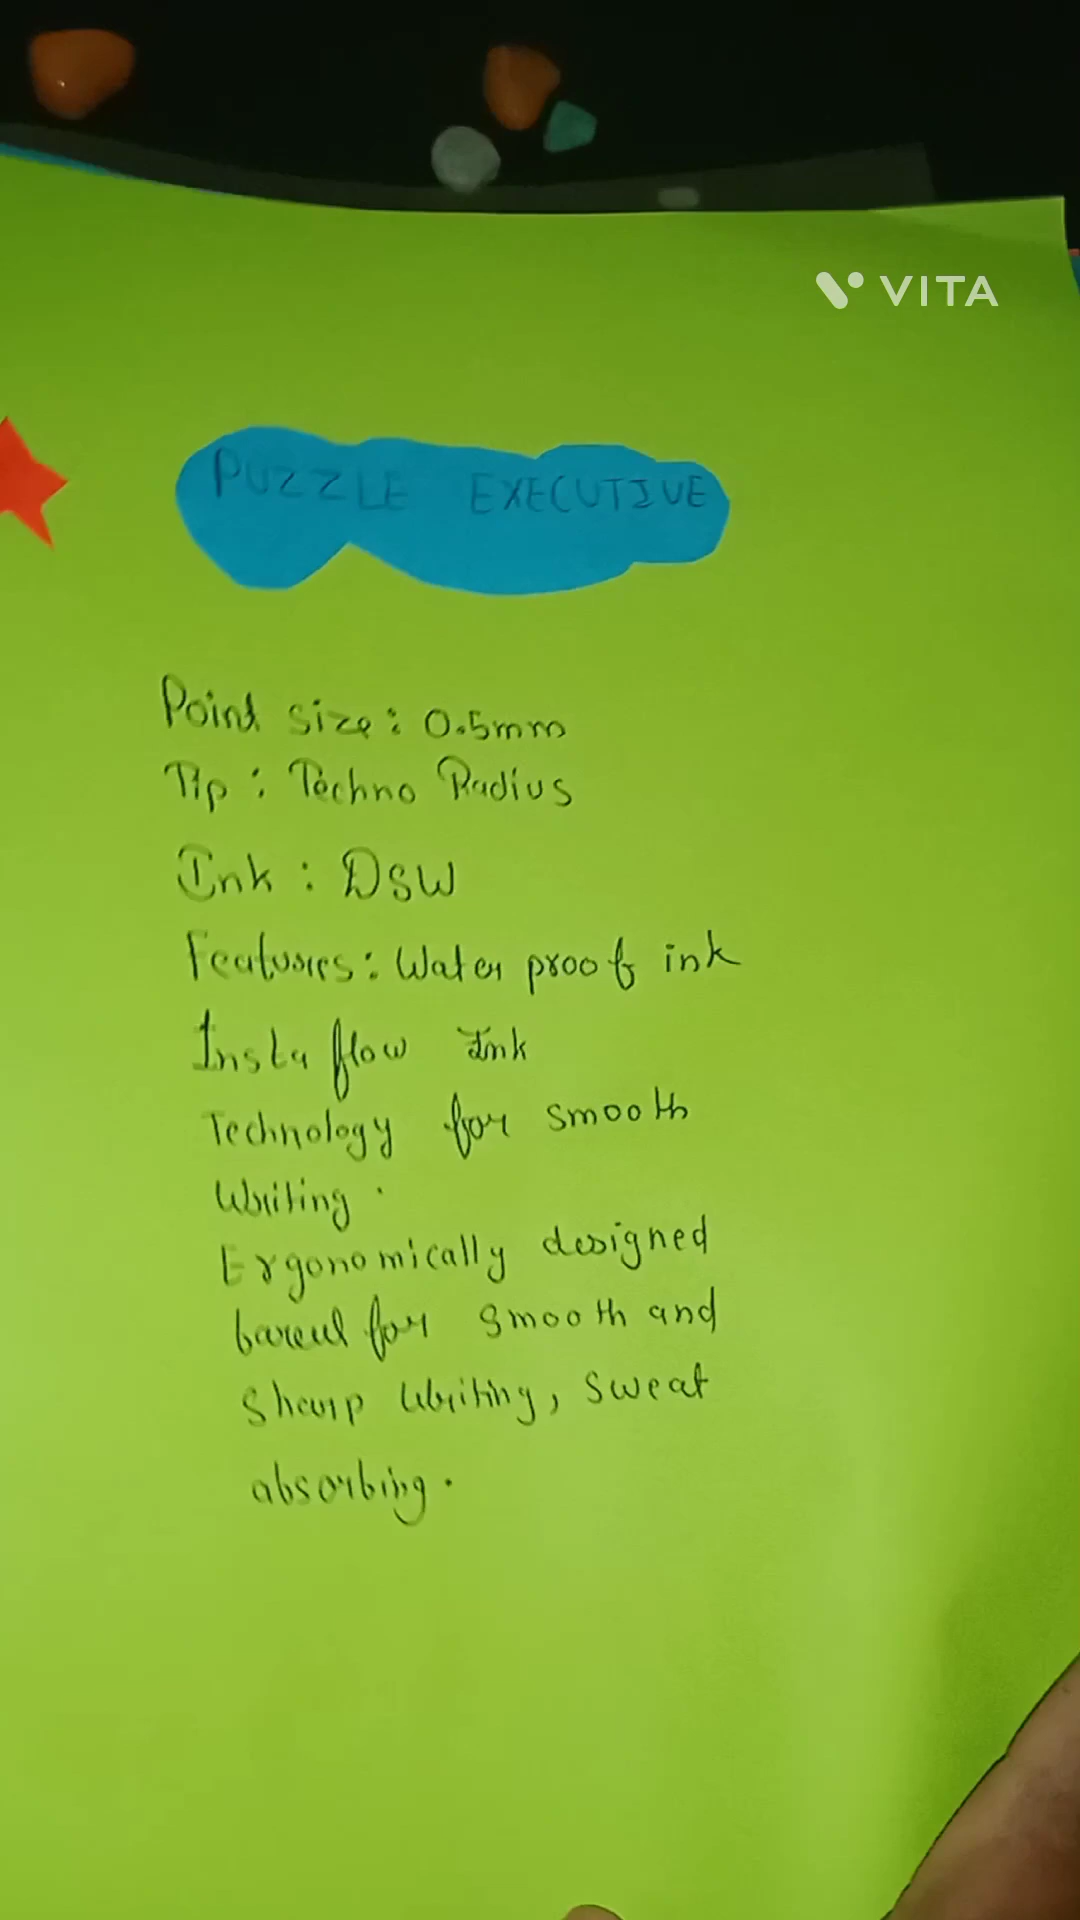 VITA
PUZZLE EXECUTIVE
Point size: 0.5mm
Tip: Techno Radius
Ink: DSW
Features: Water proof ink
Insta flow Ink
Technology for smooth
Writing.
Ergonomically designed
barrel for smooth and
Sharp Writing, Sweat
absorbing.